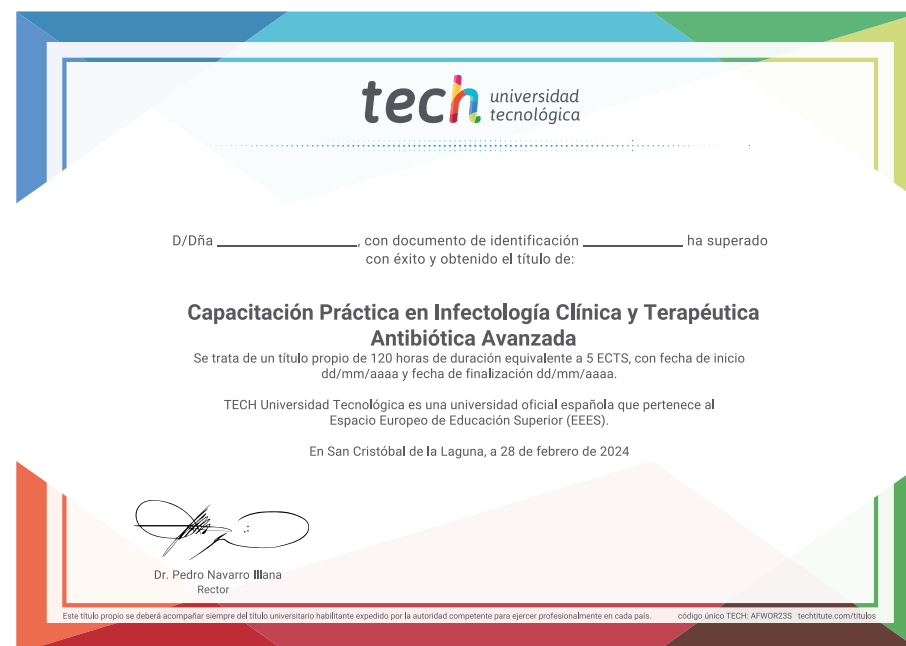 tech universidad
tecnológica
D/Dña ______________, con documento de identificación __________ ha superado
con éxito y obtenido el título de:
Capacitación Práctica en Infectología Clínica y Terapéutica
Antibiótica Avanzada
Se trata de un título propio de 120 horas de duración equivalente a 5 ECTS, con fecha de inicio
dd/mm/aaaa y fecha de finalización dd/mm/aaaa.
TECH Universidad Tecnológica es una universidad oficial española que pertenece al
Espacio Europeo de Educación Superior (EEES).
En San Cristóbal de la Laguna, a 28 de febrero de 2024
Dr. Pedro Navarro Illana
Rector
Este título propio se deberá acompañar siempre del título universitario habilitante expedido por la autoridad competente para ejercer profesionalmente en cada país. código único TECH: AFWOR23S techtitute.com/titulos